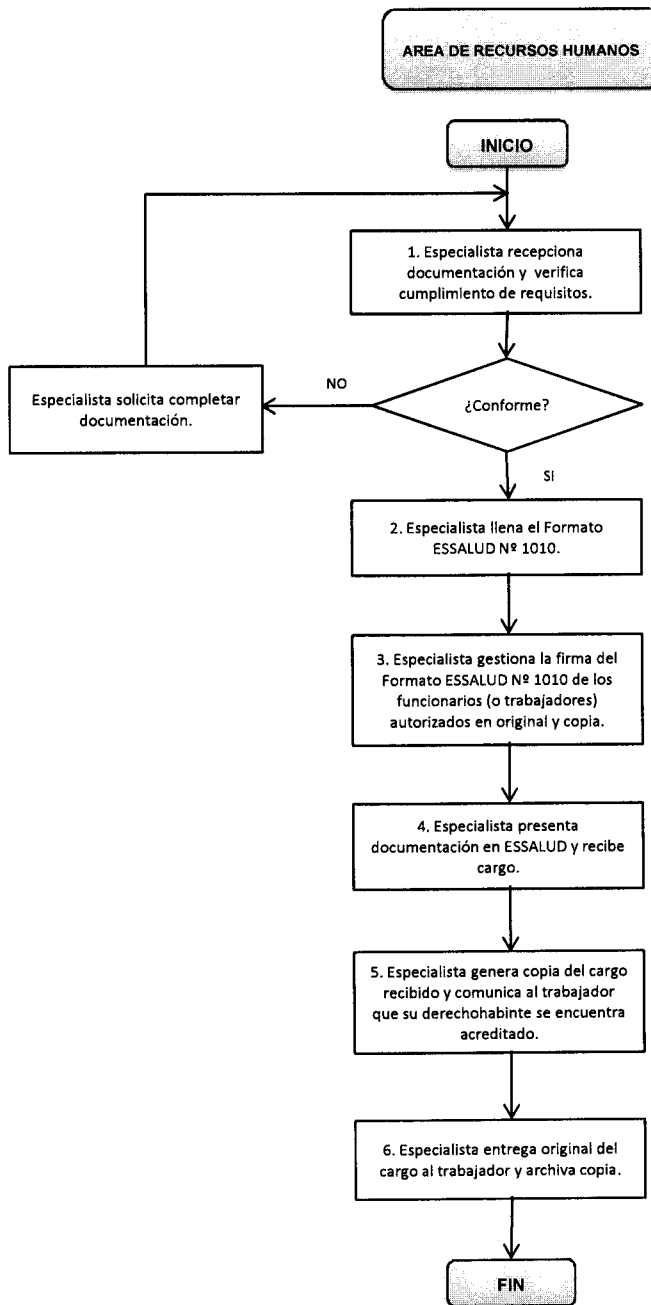 AREA DE RECURSOS HUMANOS
INICIO
1. Especialista recepciona
documentación y verifica
cumplimiento de requisitos.
NO
Especialista solicita completar
documentación.
¿Conforme?
SI
2. Especialista llena el Formato
ESSALUD Nº 1010.
3. Especialista gestiona la firma del
Formato ESSALUD Nº 1010 de los
funcionarios (o trabajadores)
autorizados en original y copia.
4. Especialista presenta
documentación en ESSALUD y recibe
cargo.
5. Especialista genera copia del cargo
recibido y comunica al trabajador
que su derechohabinte se encuentra
acreditado.
6. Especialista entrega original del
cargo al trabajador y archiva copia.
FIN